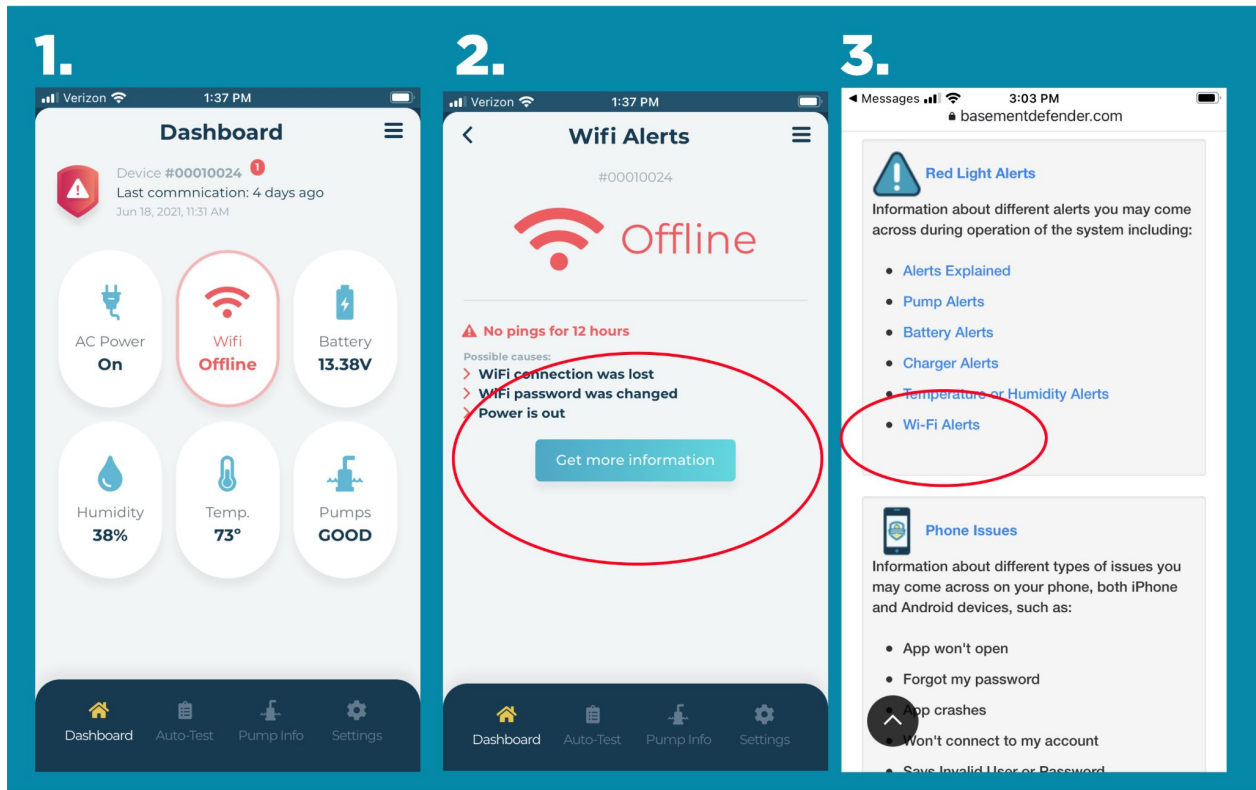 1.
Verizon 1:37 PM
Dashboard
Device #00010024 1
Last commnication: 4 days ago
Jun 18, 2021, 11:31 AM
AC Power
On
Wifi
Offline
Battery
13.38V
Humidity
38%
Temp.
73°
Pumps
GOOD
Dashboard Auto-Test Pump Info Settings
2.
Verizon 1:37 PM
Wifi Alerts
#00010024
Offline
No pings for 12 hours
Possible causes:
WiFi connection was lost
WiFi password was changed
Power is out
Get more information
Dashboard Auto-Test Pump Info Settings
3.
Messages 3:03 PM
basementdefender.com
Red Light Alerts
Information about different alerts you may come
across during operation of the system including:
• Alerts Explained
• Pump Alerts
• Battery Alerts
• Charger Alerts
• Temperature or Humidity Alerts
• Wi-Fi Alerts
Phone Issues
Information about different types of issues you
may come across on your phone, both iPhone
and Android devices, such as:
• App won't open
• Forgot my password
• App crashes
• Won't connect to my account
• Says Invalid User or Password